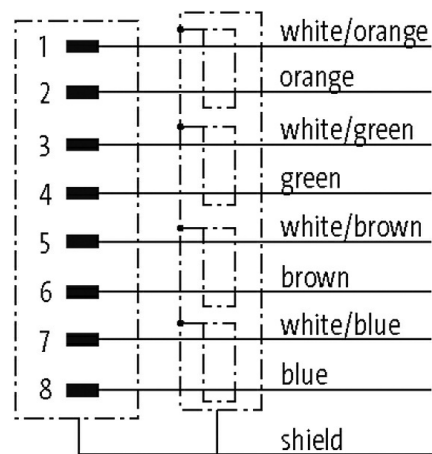 1 white/orange
2 orange
3 white/green
4 green
5 white/brown
6 brown
7 white/blue
8 blue
shield